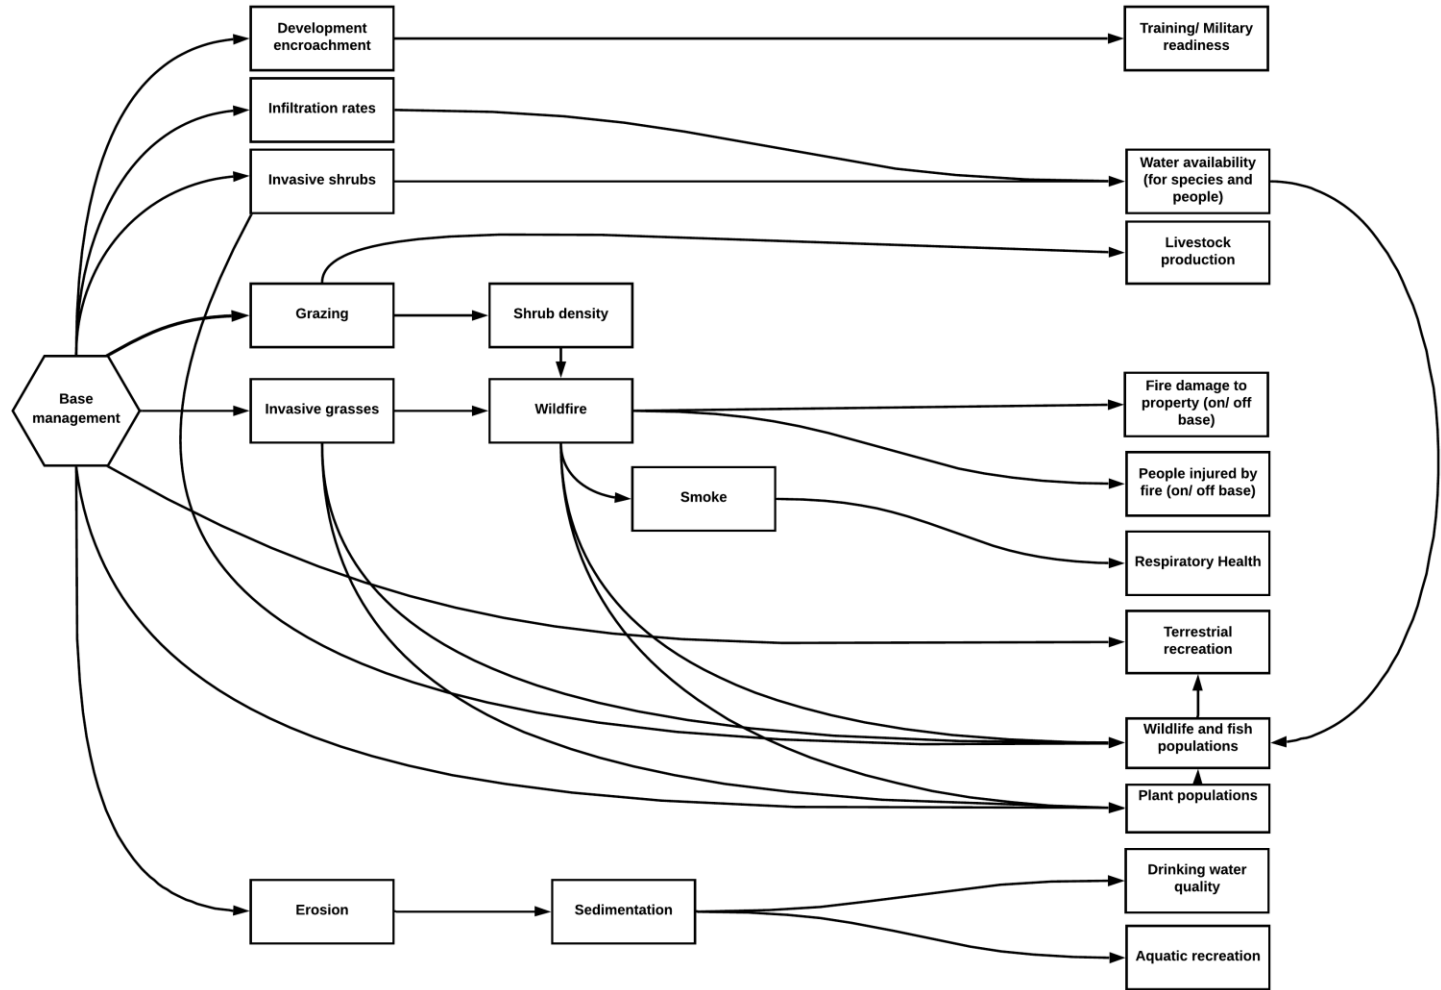 Development
encroachment
Training/ Military
readiness
Infiltration rates
Invasive shrubs
Water availability
(for species and
people)
Livestock
production
Grazing
Shrub density
Base
management
Invasive grasses
Wildfire
Fire damage to
property (on/ off
base)
People injured by
fire (on/ off base)
Smoke
Respiratory Health
Terrestrial
recreation
Wildlife and fish
populations
Plant populations
Drinking water
quality
Erosion
Sedimentation
Aquatic recreation